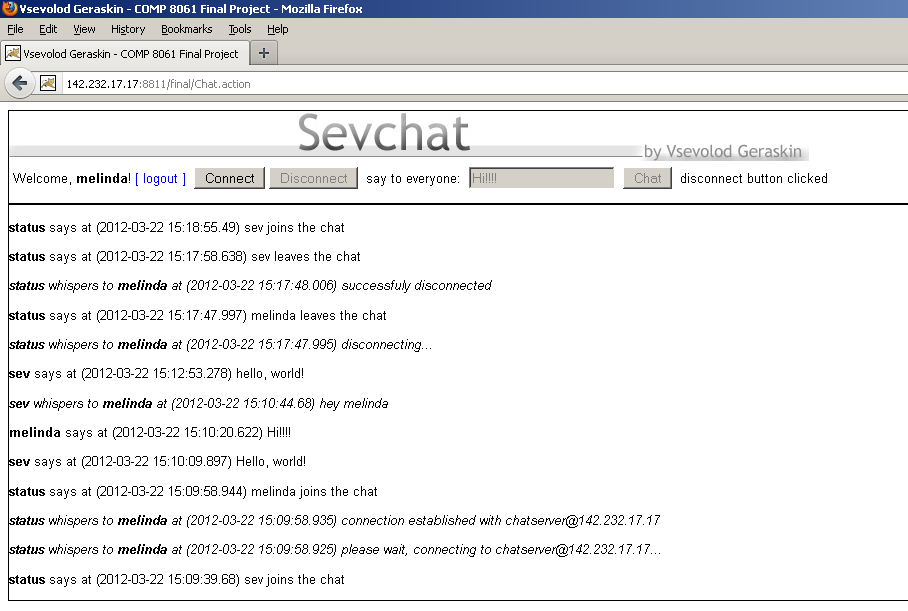 Vsevolod Geraskin - COMP 8061 Final Project - Mozilla Firefox
File Edit View History Bookmarks Tools Help
Vsevolod Geraskin - COMP 8061 Final Project +
142.232.17.17:8811/final/Chat.action
Sevchat
by Vsevolod Geraskin
Welcome, melinda! [ logout ] Connect Disconnect say to everyone: Hi!!!! Chat disconnect button clicked
status says at (2012-03-22 15:18:55.49) sev joins the chat
status says at (2012-03-22 15:17:58.638) sev leaves the chat
status whispers to melinda at (2012-03-22 15:17:48.006) successfuly disconnected
status says at (2012-03-22 15:17:47.997) melinda leaves the chat
status whispers to melinda at (2012-03-22 15:17:47.995) disconnecting...
sev says at (2012-03-22 15:12:53.278) hello, world!
sev whispers to melinda at (2012-03-22 15:10:44.68) hey melinda
melinda says at (2012-03-22 15:10:20.622) Hi!!!!
sev says at (2012-03-22 15:10:09.897) Hello, world!
status says at (2012-03-22 15:09:58.944) melinda joins the chat
status whispers to melinda at (2012-03-22 15:09:58.935) connection established with chatserver@142.232.17.17
status whispers to melinda at (2012-03-22 15:09:58.925) please wait, connecting to chatserver@142.232.17.17...
status says at (2012-03-22 15:09:39.68) sev joins the chat